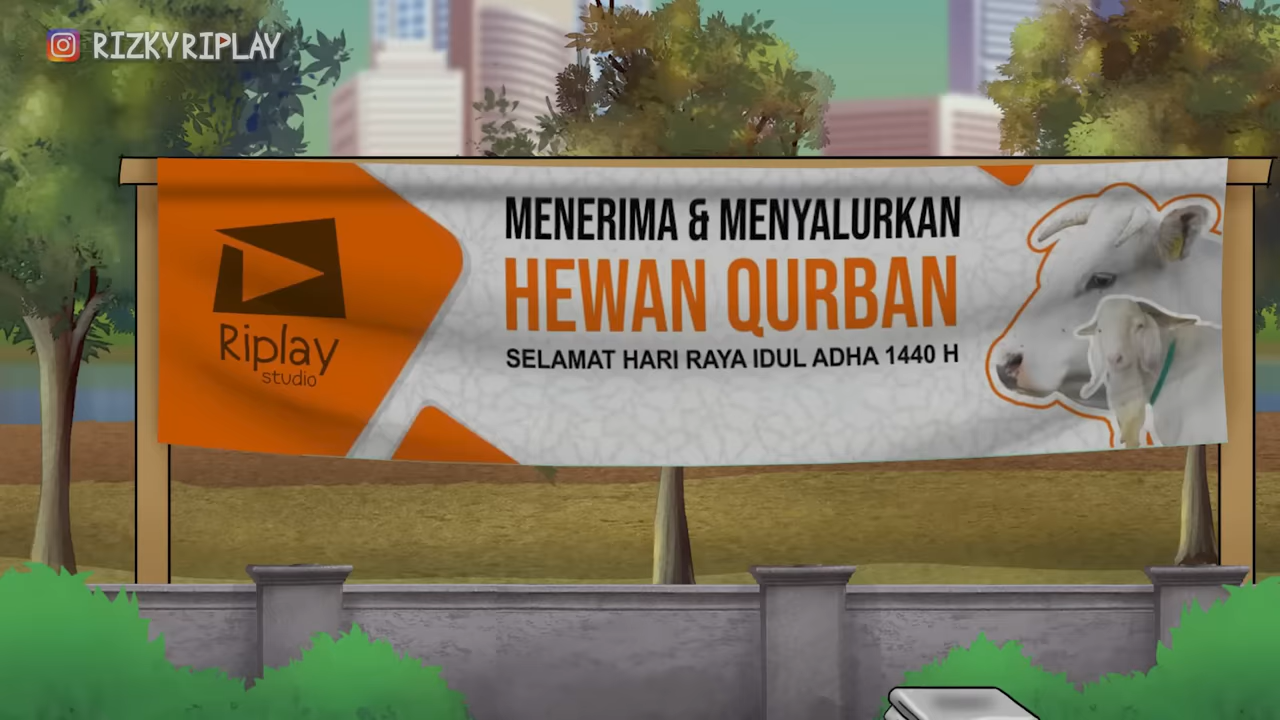 RIZKYRIPLAY
MENERIMA & MENYALURKAN
HEWAN QURBAN
SELAMAT HARI RAYA IDUL ADHA 1440 H
Riplay
studio